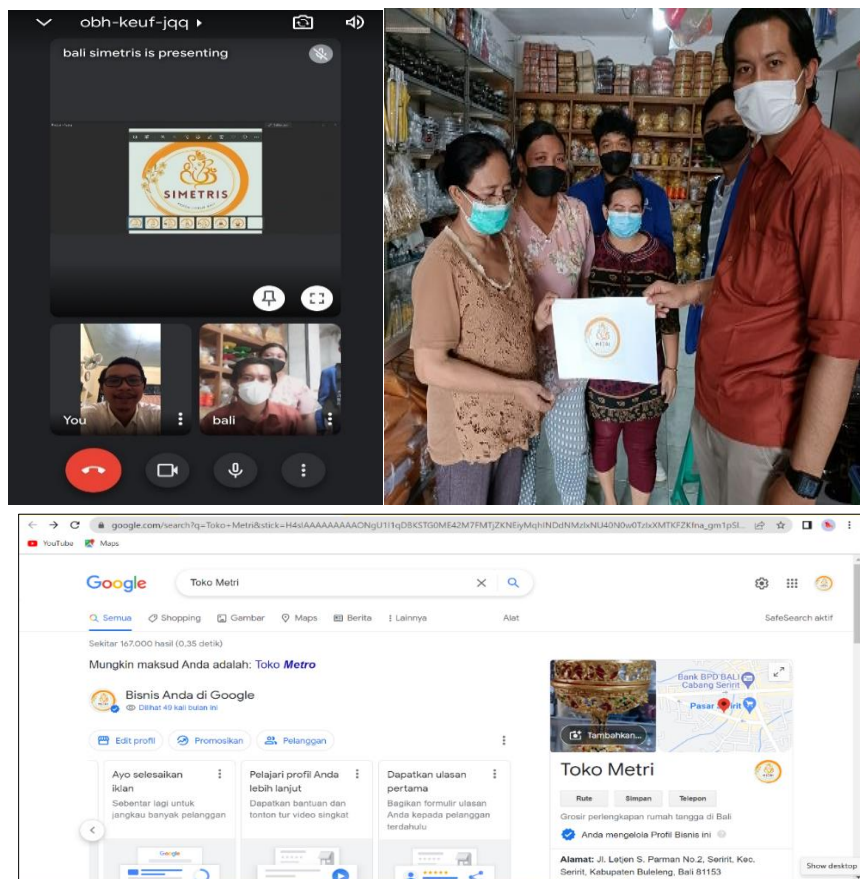 obh-keuf-jqq
bali simetris is presenting
SIMETRIS
You
bali
google.com/search?q=Toko+Metri&stick=
YouTube
Maps
Google
Toko Metri
Semua
Shopping
Gambar
Maps
Berita
Lainnya
Alat
SafeSearch aktif
Sekitar 167.000 hasil (0,35 detik)
Mungkin maksud Anda adalah: Toko Metro
Bisnis Anda di Google
Dilihat 49 kali bulan ini
Edit profil
Promosikan
Pelanggan
Ayo selesaikan
iklan
Sebentar lagi untuk
jangkau banyak pelanggan
Google
Pelajari profil Anda
lebih lanjut
Dapatkan bantuan dan
tonton tur video singkat
Dapatkan ulasan
pertama
Bagikan formulir ulasan
Anda kepada pelanggan
terdahulu
Tambahkan...
Bank BPD BALI
Cabang Seririt
Pasar
Toko Metri
Rute
Simpan
Telepon
Grosir perlengkapan rumah tangga di Bali
Anda mengelola Profil Bisnis ini
Alamat: Jl. Letjen S. Parman No.2, Seririt, Kec.
Seririt, Kabupaten Buleleng, Bali 81153
Show desktop